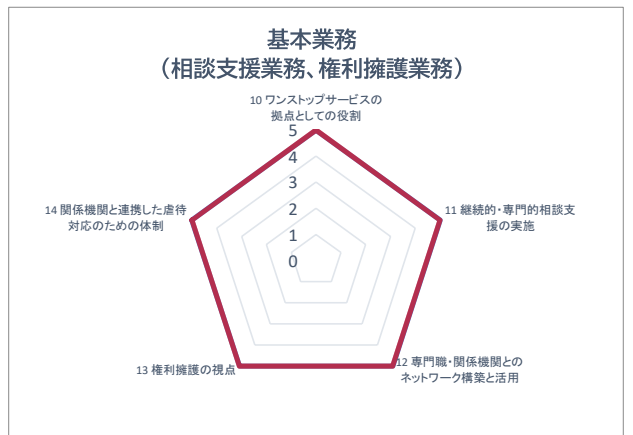 基本業務
（相談支援業務、権利擁護業務）
10 ワンストップサービスの
拠点としての役割
5
4
3
2
1
0
14 関係機関と連携した虐待
対応のための体制
11 継続的・専門的相談支
援の実施
13 権利擁護の視点
12 専門職・関係機関との
ネットワーク構築と活用